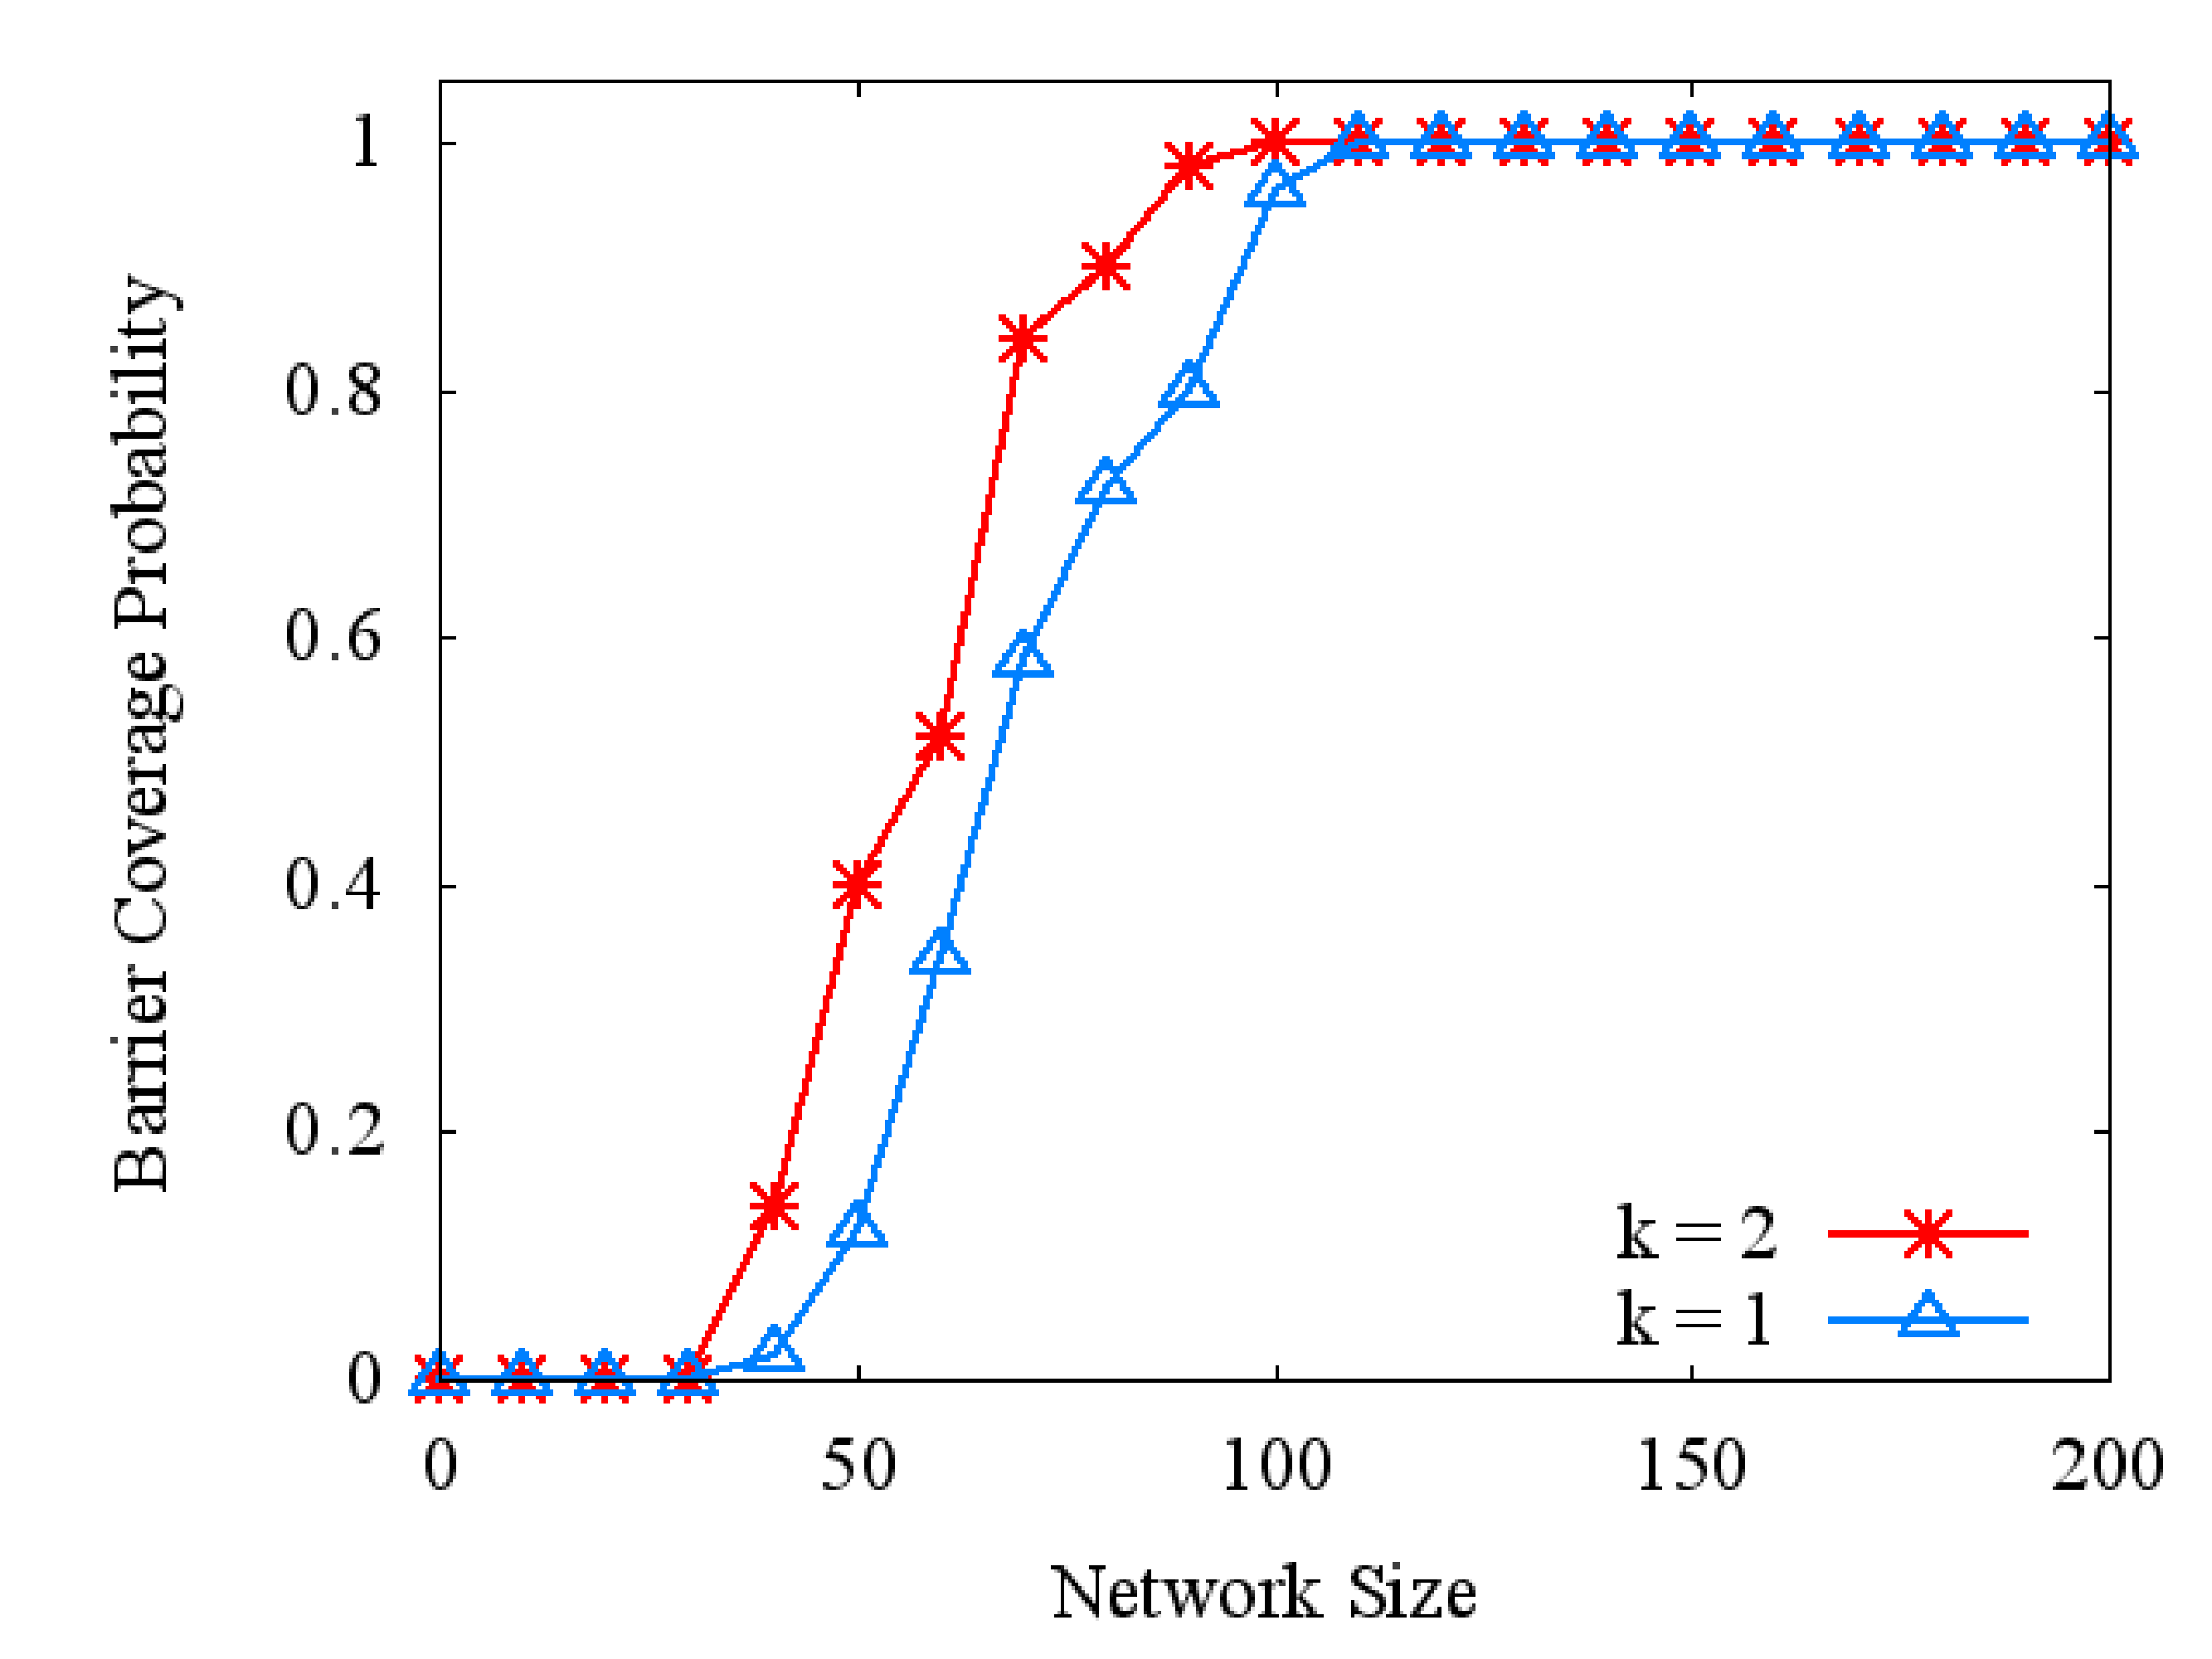 Barrier Coverage Probability
1
0.8
0.6
0.4
0.2
0
k = 2
k = 1
0 50 100 150 200
Network Size